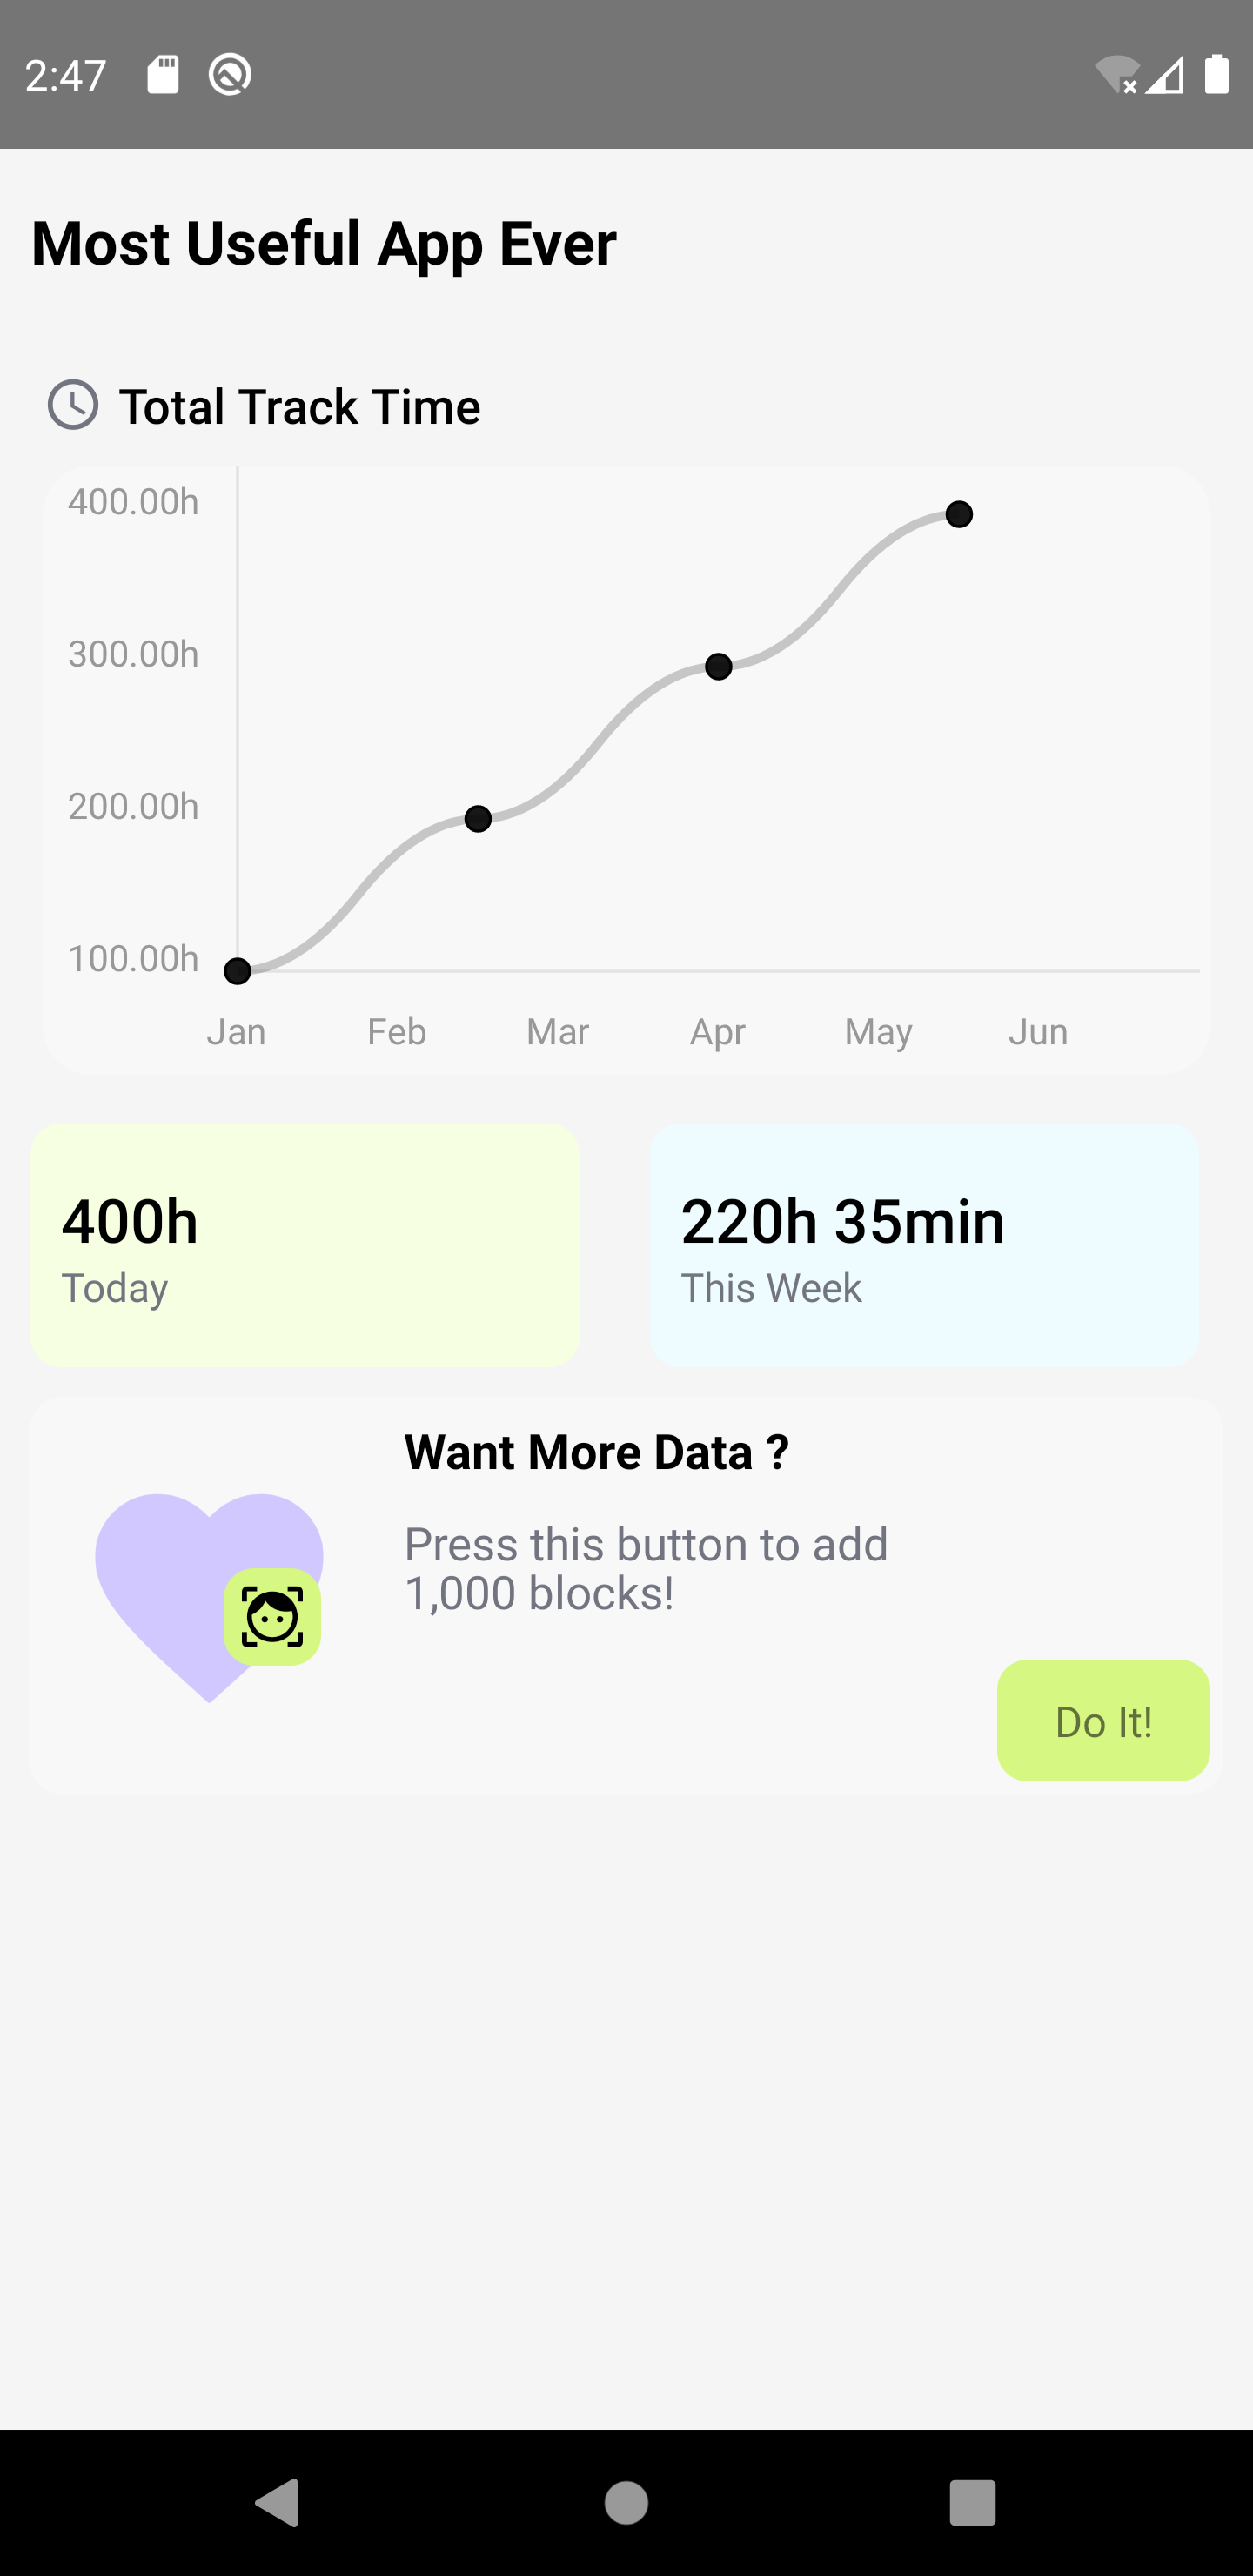 2:47
Most Useful App Ever
Total Track Time
400.00h
300.00h
200.00h
100.00h
Jan Feb Mar Apr May Jun
400h
Today
220h 35min
This Week
Want More Data ?
Press this button to add
1,000 blocks!
Do It!